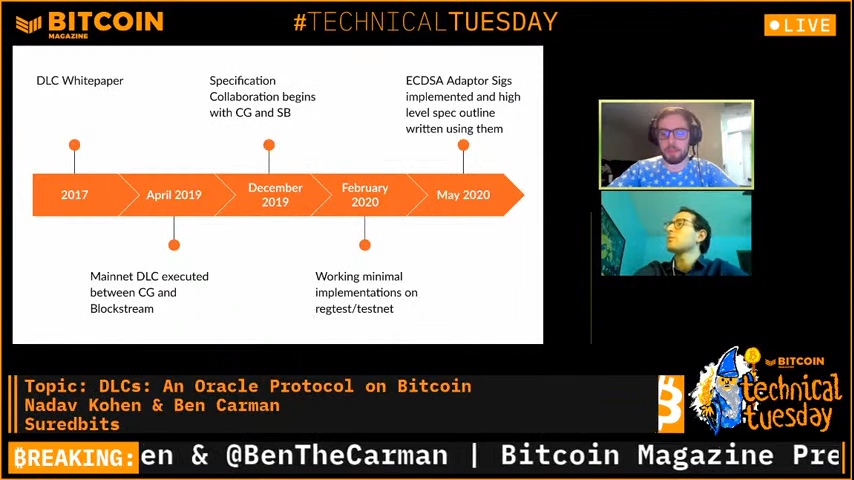 BITCOIN
MAGAZINE
#TECHNICALTUESDAY
LIVE
DLC Whitepaper
Specification
Collaboration begins
with CG and SB
ECDSA Adaptor Sigs
implemented and high
level spec outline
written using them
2017
April 2019
December
2019
February
2020
May 2020
Mainnet DLC executed
between CG and
Blockstream
Working minimal
implementations on
regtest/testnet
Topic: DLCs: An Oracle Protocol on Bitcoin
Nadav Kohen & Ben Carman
Suredbits
BITCOIN
MAGAZINE
technical
tuesday
₿REAKING:
en & @BenTheCarman | Bitcoin Magazine Pre